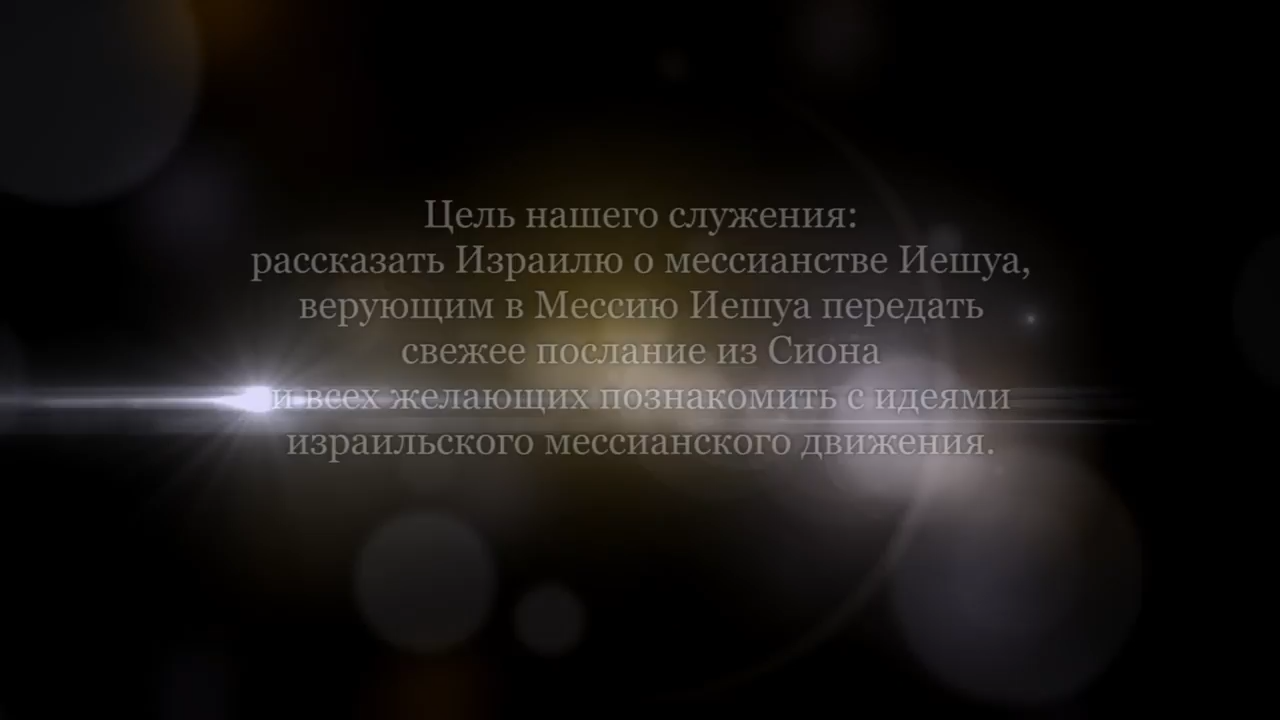 Цель нашего служения:
рассказать Израилю о мессианстве Иешуа,
верующим в Мессию Иешуа передать
свежее послание из Сиона
и всех желающих познакомить с идеями
израильского мессианского движения.